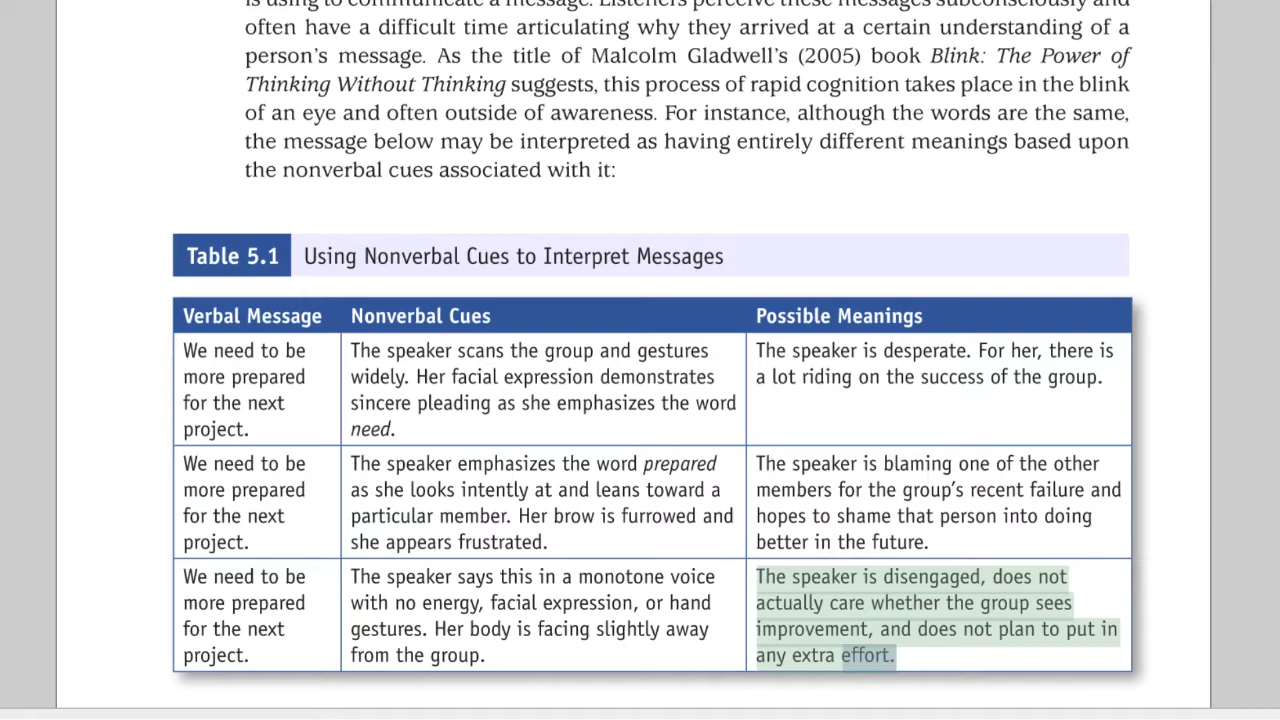 is using to communicate a message. Listeners perceive these messages subconsciously and
often have a difficult time articulating why they arrived at a certain understanding of a
person's message. As the title of Malcolm Gladwell's (2005) book Blink: The Power of
Thinking Without Thinking suggests, this process of rapid cognition takes place in the blink
of an eye and often outside of awareness. For instance, although the words are the same,
the message below may be interpreted as having entirely different meanings based upon
the nonverbal cues associated with it:
Table 5.1 Using Nonverbal Cues to Interpret Messages
Verbal Message Nonverbal Cues Possible Meanings
We need to be
more prepared
for the next
project.
The speaker scans the group and gestures
widely. Her facial expression demonstrates
sincere pleading as she emphasizes the word
need.
The speaker is desperate. For her, there is
a lot riding on the success of the group.
We need to be
more prepared
for the next
project.
The speaker emphasizes the word prepared
as she looks intently at and leans toward a
particular member. Her brow is furrowed and
she appears frustrated.
The speaker is blaming one of the other
members for the group's recent failure and
hopes to shame that person into doing
better in the future.
We need to be
more prepared
for the next
project.
The speaker says this in a monotone voice
with no energy, facial expression, or hand
gestures. Her body is facing slightly away
from the group.
The speaker is disengaged, does not
actually care whether the group sees
improvement, and does not plan to put in
any extra effort.